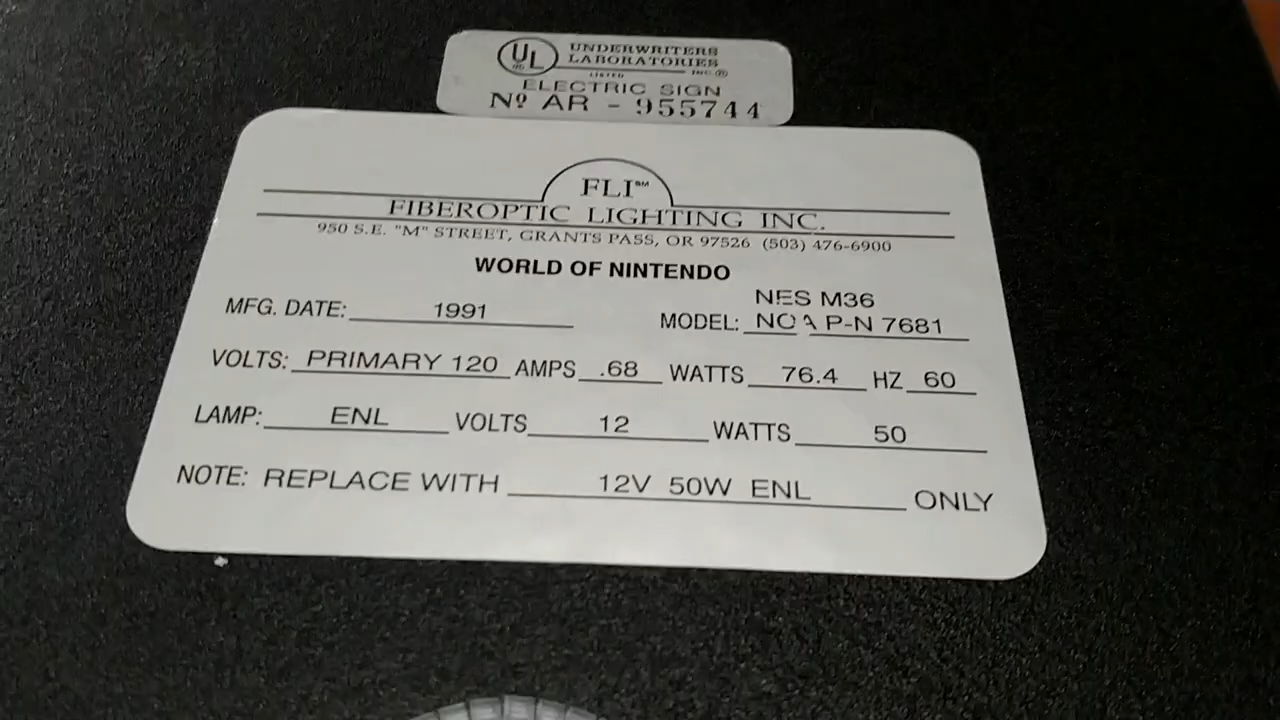 UL UNDERWRITERS
LABORATORIES
LISTED INC.®
ELECTRIC SIGN
Nº AR - 955744
FLI℠
FIBEROPTIC LIGHTING INC.
950 S.E. "M" STREET, GRANTS PASS, OR 97526 (503) 476-6900
WORLD OF NINTENDO
NES M36
MFG. DATE: 1991 MODEL: NOA P-N 7681
VOLTS: PRIMARY 120 AMPS .68 WATTS 76.4 HZ 60
LAMP: ENL VOLTS 12 WATTS 50
NOTE: REPLACE WITH 12V 50W ENL ONLY